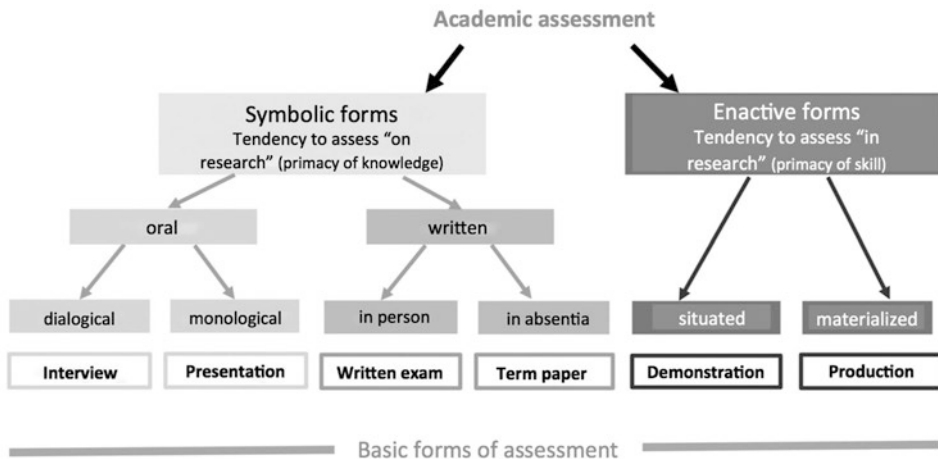 Academic assessment
Symbolic forms
Tendency to assess “on
research” (primacy of knowledge)
Enactive forms
Tendency to assess “in
research” (primacy of skill)
oral
written
dialogical
monological
in person
in absentia
situated
materialized
Interview
Presentation
Written exam
Term paper
Demonstration
Production
Basic forms of assessment